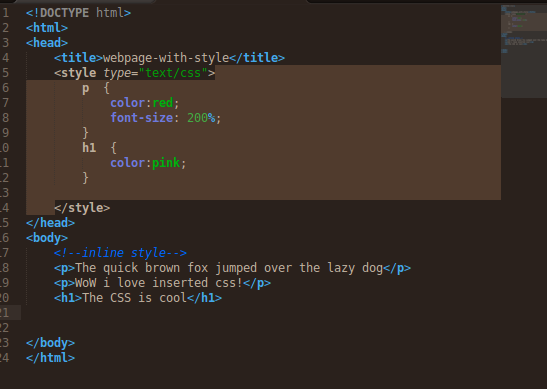 1 <!DOCTYPE html>
2 <html>
3 <head>
4 <title>webpage-with-style</title>
5 <style type="text/css">
6 p {
7 color:red;
8 font-size: 200%;
9 }
10 h1 {
11 color:pink;
12 }
13
14 </style>
15 </head>
16 <body>
17 <!--inline style-->
18 <p>The quick brown fox jumped over the lazy dog</p>
19 <p>WoW i love inserted css!</p>
20 <h1>The CSS is cool</h1>
21
22
23 </body>
24 </html>